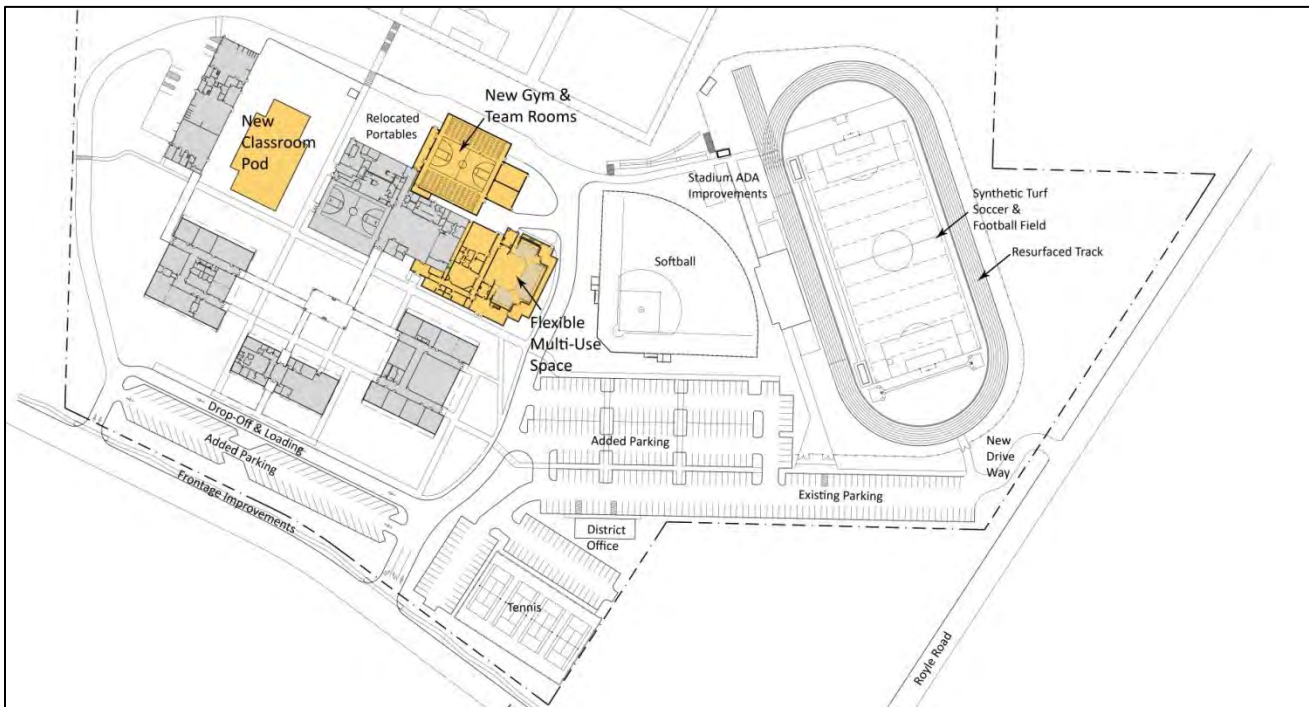 New Gym &
Team Rooms
Relocated
Portables
New
Classroom
Pod
Stadium ADA
Improvements
Synthetic Turf
Soccer &
Football Field
Resurfaced Track
Softball
Flexible
Multi-Use
Space
Drop-Off & Loading
Added Parking
Frontage Improvements
Added Parking
New
Drive
Way
Existing Parking
District
Office
Tennis
Royle Road